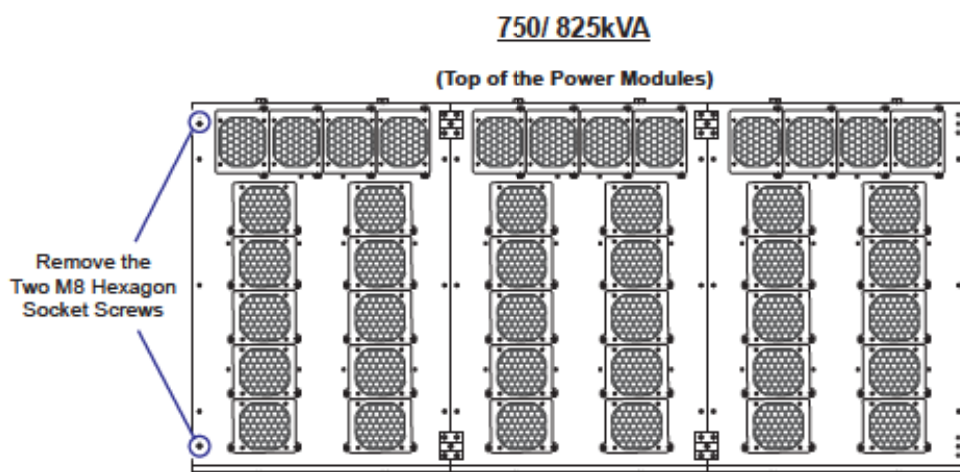 750/ 825kVA
(Top of the Power Modules)
Remove the
Two M8 Hexagon
Socket Screws